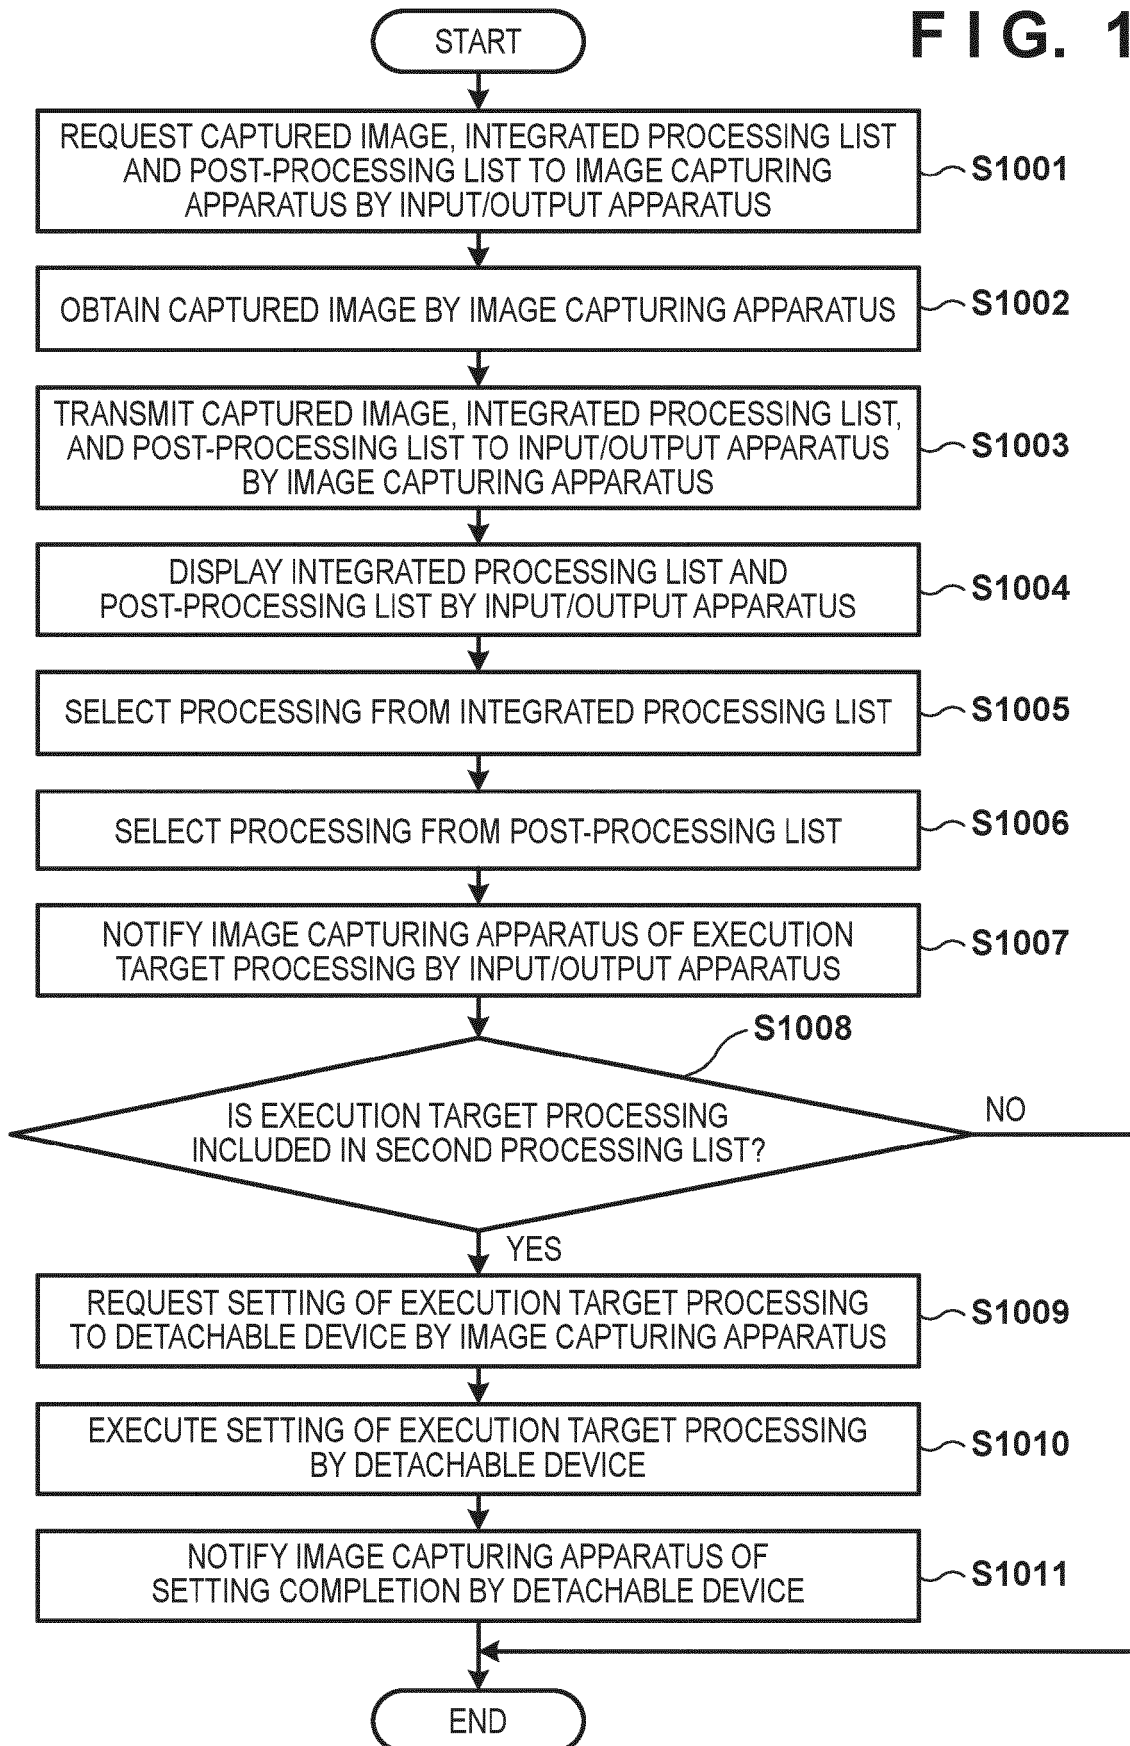 START
FIG. 1
REQUEST CAPTURED IMAGE, INTEGRATED PROCESSING LIST
AND POST-PROCESSING LIST TO IMAGE CAPTURING
APPARATUS BY INPUT/OUTPUT APPARATUS
S1001
OBTAIN CAPTURED IMAGE BY IMAGE CAPTURING APPARATUS
S1002
TRANSMIT CAPTURED IMAGE, INTEGRATED PROCESSING LIST,
AND POST-PROCESSING LIST TO INPUT/OUTPUT APPARATUS
BY IMAGE CAPTURING APPARATUS
S1003
DISPLAY INTEGRATED PROCESSING LIST AND
POST-PROCESSING LIST BY INPUT/OUTPUT APPARATUS
S1004
SELECT PROCESSING FROM INTEGRATED PROCESSING LIST
S1005
SELECT PROCESSING FROM POST-PROCESSING LIST
S1006
NOTIFY IMAGE CAPTURING APPARATUS OF EXECUTION
TARGET PROCESSING BY INPUT/OUTPUT APPARATUS
S1007
S1008
IS EXECUTION TARGET PROCESSING
INCLUDED IN SECOND PROCESSING LIST?
NO
YES
REQUEST SETTING OF EXECUTION TARGET PROCESSING
TO DETACHABLE DEVICE BY IMAGE CAPTURING APPARATUS
S1009
EXECUTE SETTING OF EXECUTION TARGET PROCESSING
BY DETACHABLE DEVICE
S1010
NOTIFY IMAGE CAPTURING APPARATUS OF
SETTING COMPLETION BY DETACHABLE DEVICE
S1011
END